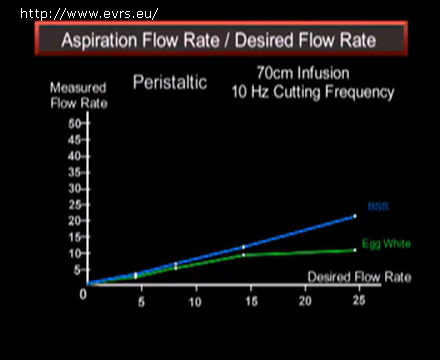 http://www.evrs.eu/
Aspiration Flow Rate / Desired Flow Rate
Measured
Flow Rate
Peristaltic
70cm Infusion
10 Hz Cutting Frequency
50
45
40
35
30
25
20
15
10
5
BSS
Egg White
Desired Flow Rate
0
5
10
15
20
25